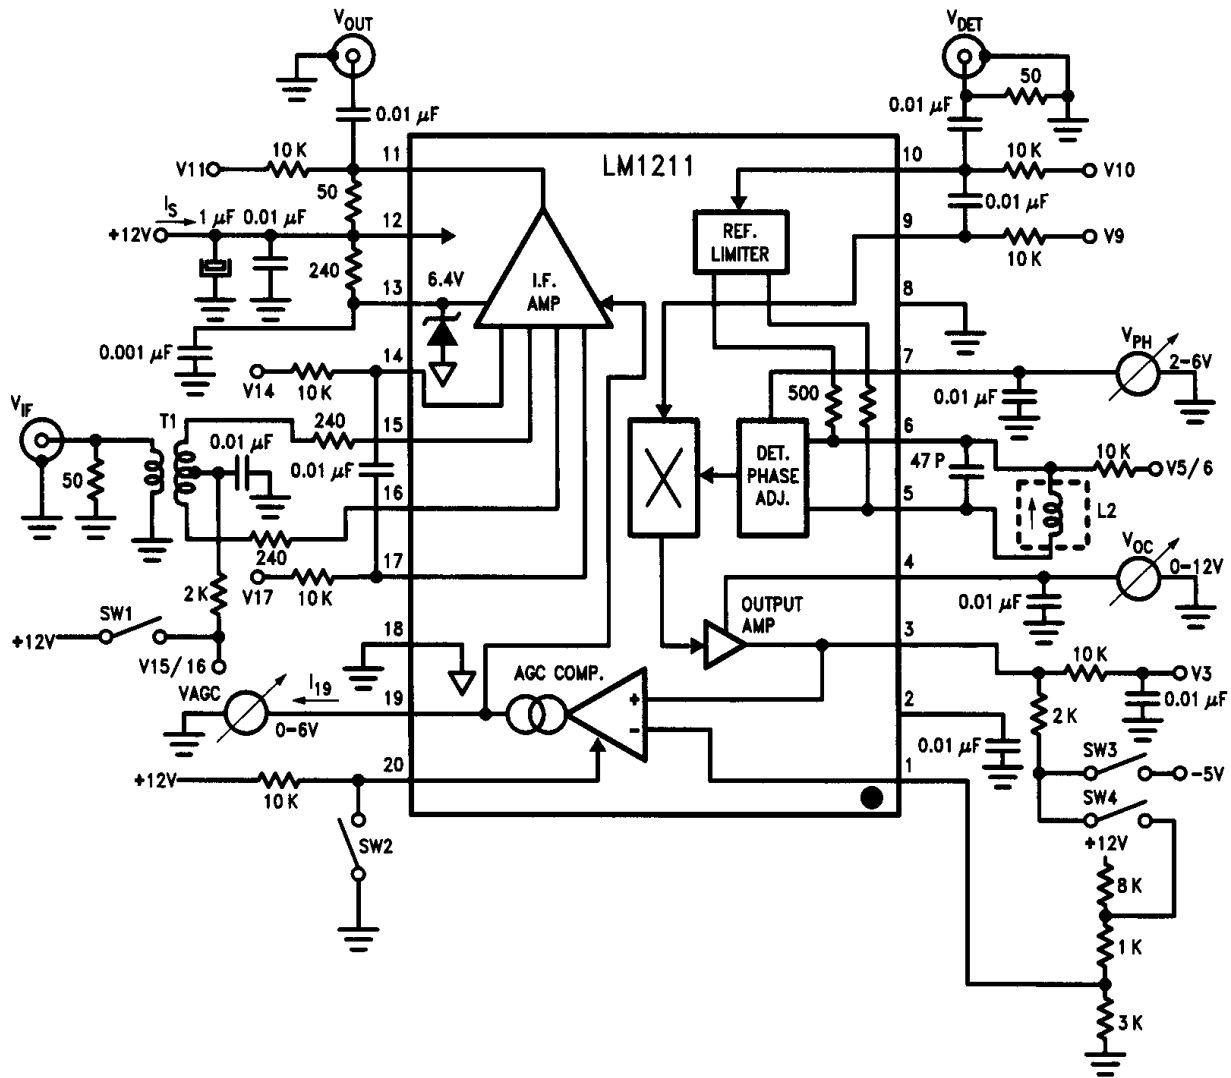 VOUT
VDET
50
0.01 µF
0.01 µF
10 K
11
LM1211
10
10 K
V11
V10
50
IS
1 µF
0.01 µF
0.01 µF
+12V
12
REF.
LIMITER
9
V9
10 K
240
6.4V
I.F.
AMP
13
8
0.001 µF
14
7
VPH
2-6V
V14
10 K
500
0.01 µF
VIF
T1
240
15
6
0.01 µF
0.01 µF
DET.
PHASE
ADJ.
47 P
10 K
V5/6
50
16
5
L2
240
17
4
VOC
0-12V
2K
V17
10 K
0.01 µF
SW1
OUTPUT
AMP
+12V
18
3
10 K
V3
V15/16
AGC COMP.
VAGC
I19
19
+
2
2K
0.01 µF
0-6V
−
0.01 µF
SW3
+12V
20
1
-5V
10 K
SW4
SW2
+12V
8 K
1 K
3 K